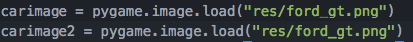 carimage = pygame.image.load("res/ford_gt.png")
carimage2 = pygame.image.load("res/ford_gt.png")